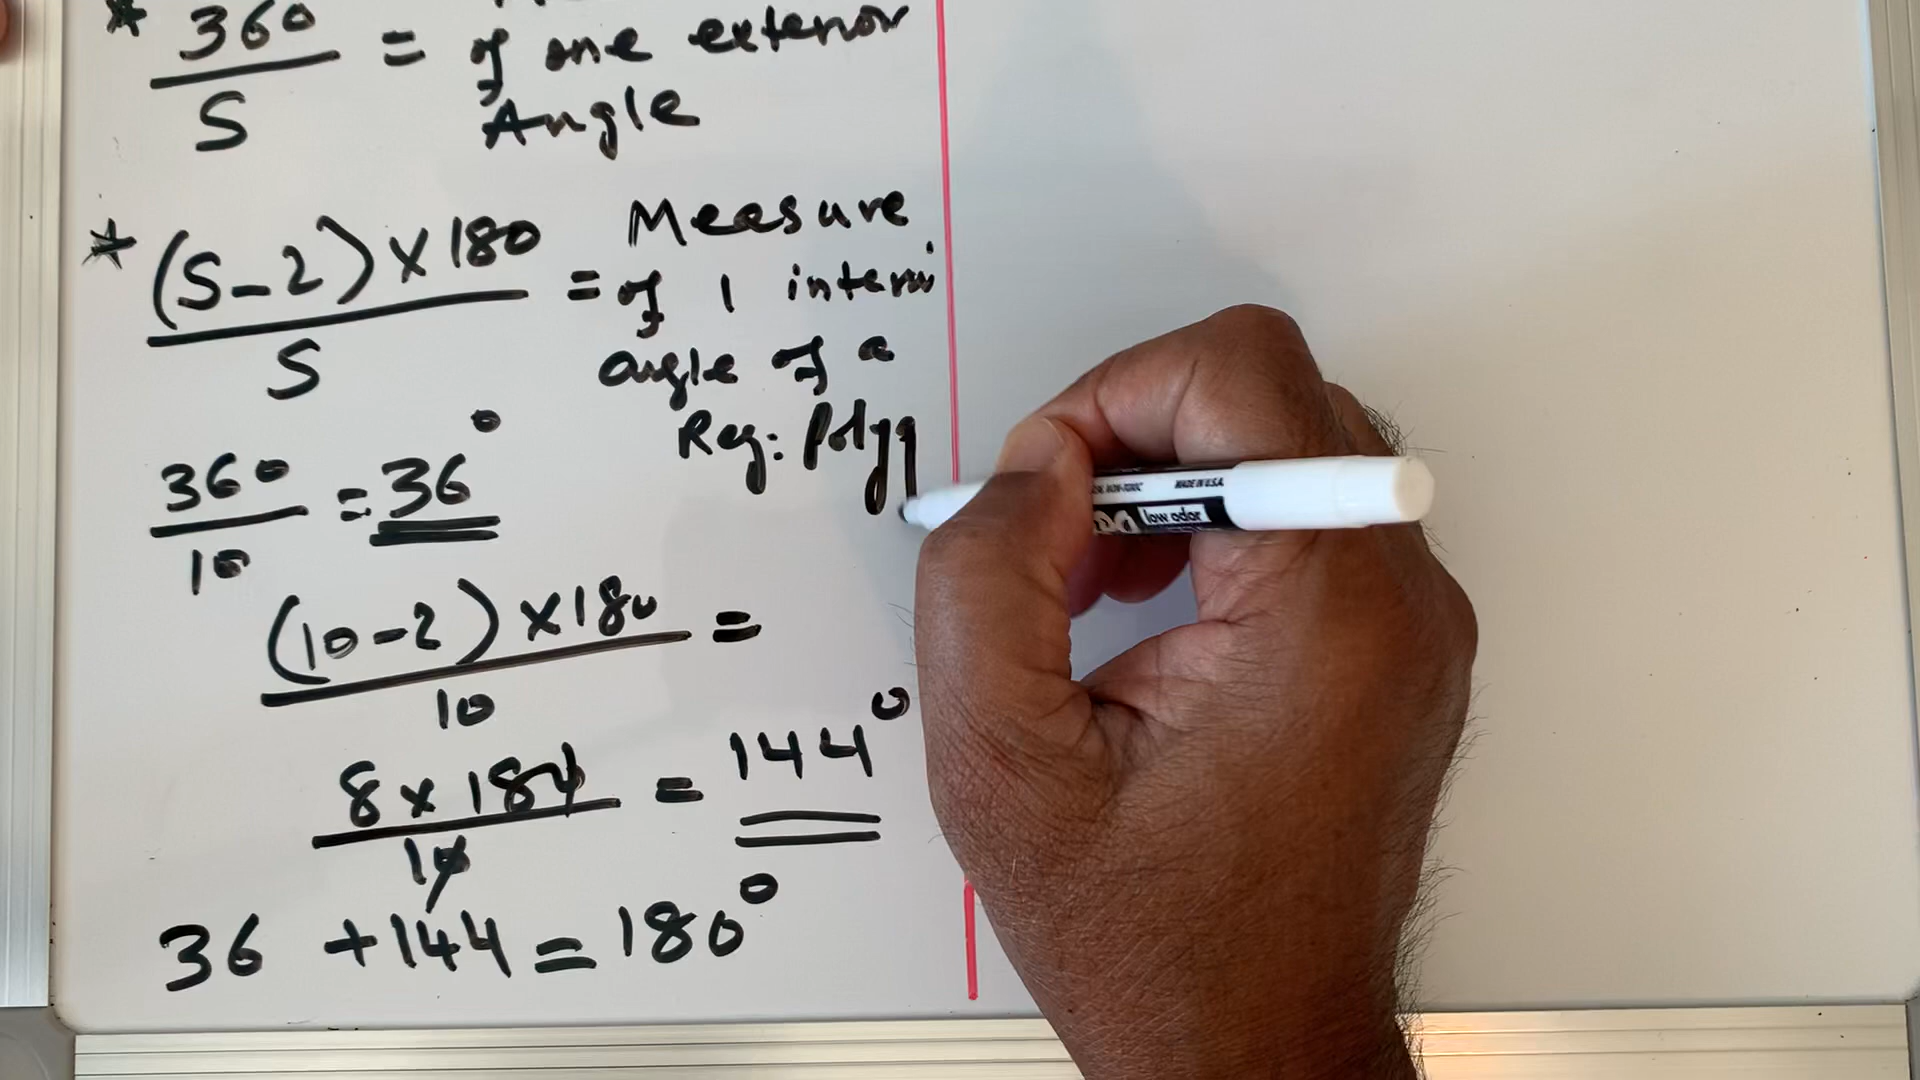 * 360/S = of one exterior Angle
* (S-2)×180/S = Measure
of 1 interi
angle of a
Reg: polyg
360/10 = 36°
(10-2)×180/10 =
8×180/10 = 144°
36 +144 = 180°
MADE IN U.S.A.
low odor